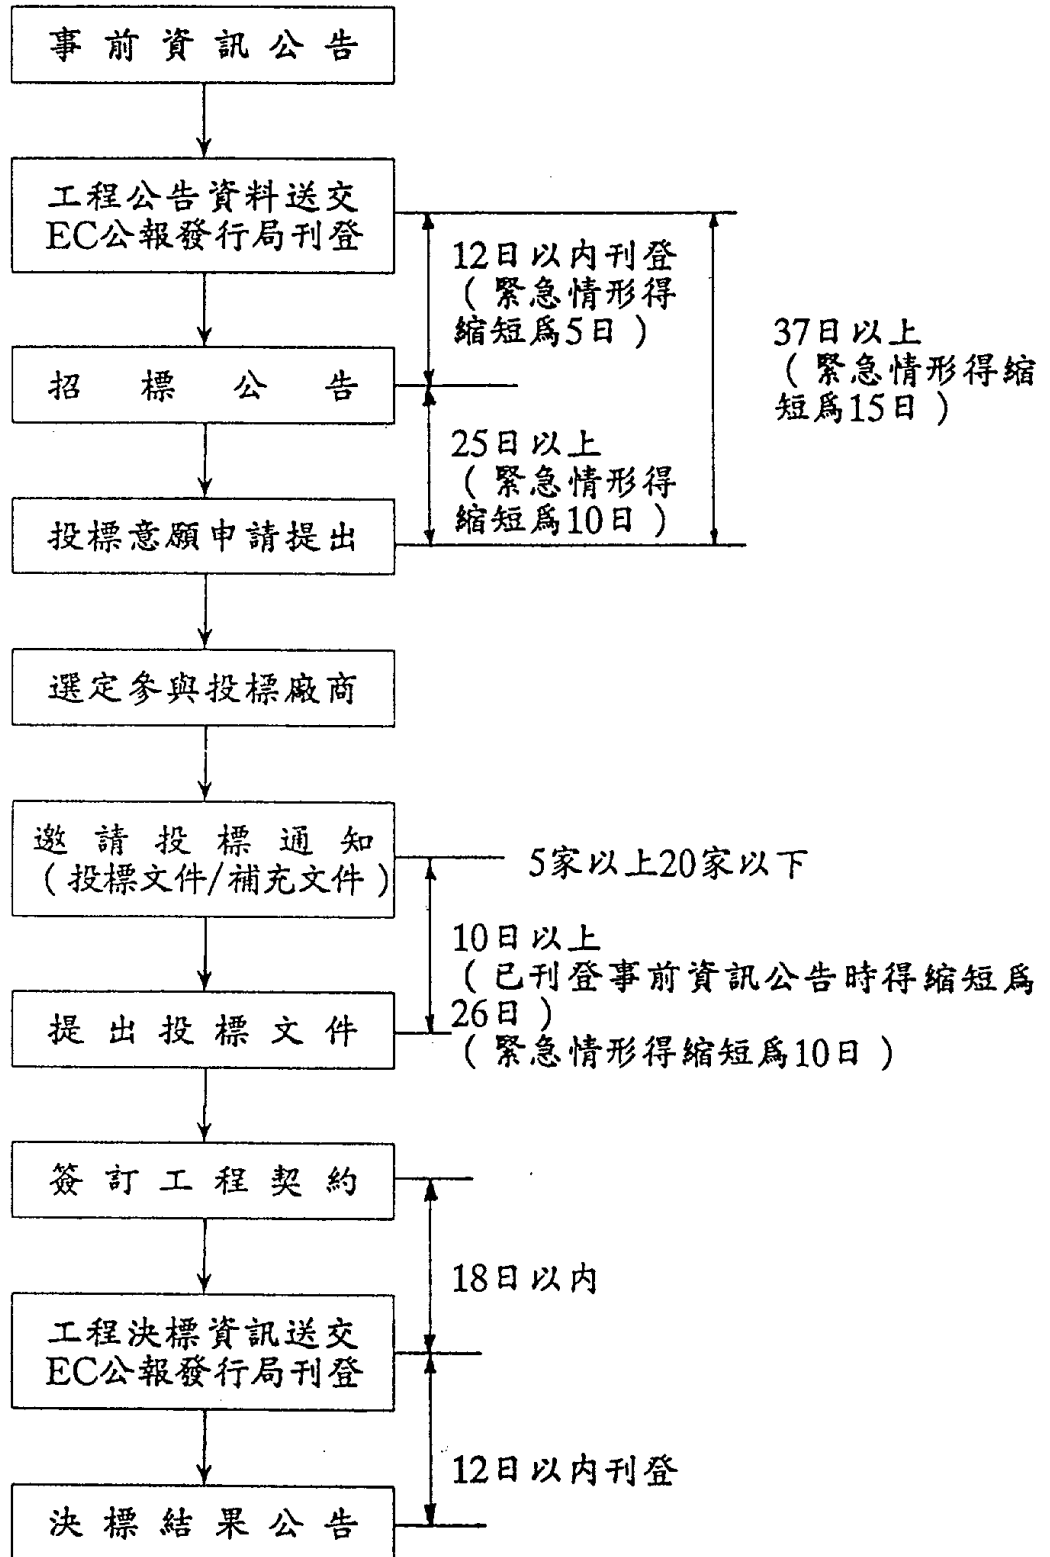 事前資訊公告
工程公告資料送交
EC公報發行局刊登
12日以内刊登
（緊急情形得
縮短爲5日）
37日以上
（緊急情形得縮
短爲15日）
招標公告
25日以上
（緊急情形得
縮短爲10日）
投標意願申請提出
選定參與投標廠商
邀請投標通知
（投標文件/補充文件）
5家以上20家以下
10日以上
（已刊登事前資訊公告時得縮短爲
26日）
（緊急情形得縮短爲10日）
提出投標文件
簽訂工程契約
18日以内
工程決標資訊送交
EC公報發行局刊登
12日以内刊登
決標結果公告